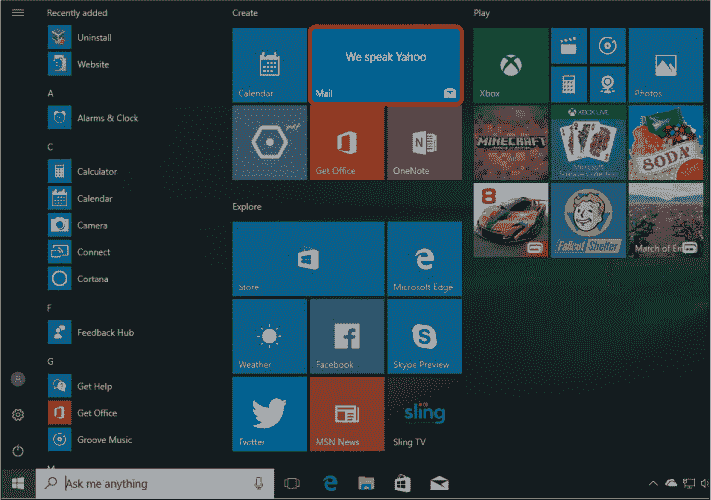 Recently added
Uninstall
Website
A
Alarms & Clock
C
Calculator
Calendar
Camera
Connect
Cortana
F
Feedback Hub
G
Get Help
Get Office
Groove Music
Create
Calendar
We speak Yahoo
Mail
Get Office
N
OneNote
Explore
Store
Microsoft Edge
Weather
f
Facebook
Skype Preview
Twitter
MSN News
sling
Sling TV
Play
Xbox
Photos
MINECRAFT
XBOX LIVE
Microsoft
SODA
8
Fallout Shelter
March of
Ask me anything